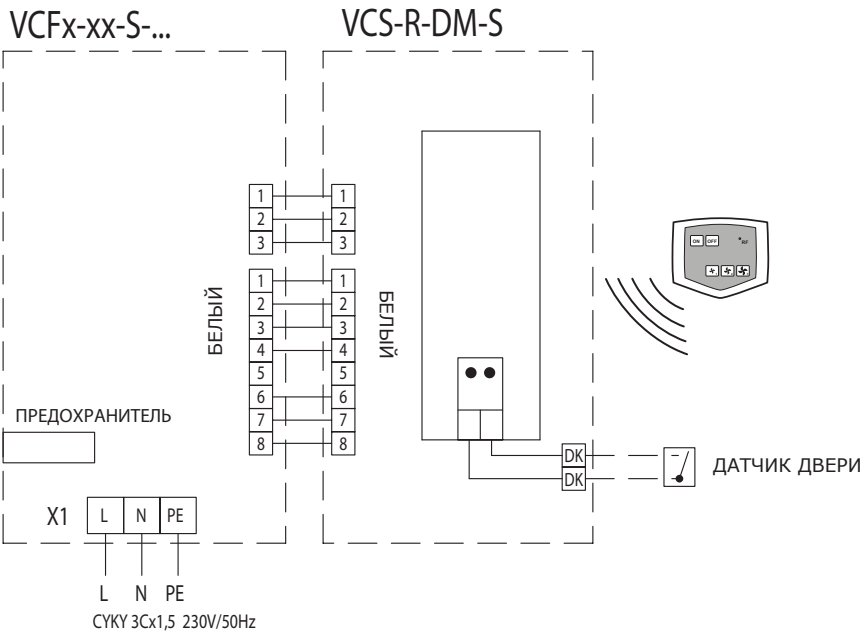 VCFx-xx-S-...
VCS-R-DM-S
1 1
2 2
3 3
БЕЛЫЙ
БЕЛЫЙ
1 1
2 2
3 3
4 4
5 5
6 6
7 7
8 8
ON OFF RF
ПРЕДОХРАНИТЕЛЬ
DK
DK
ДАТЧИК ДВЕРИ
X1 L N PE
L N PE
CYKY 3Cx1,5 230V/50Hz